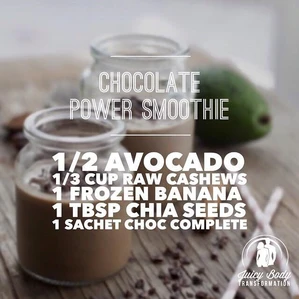 CHOCOLATE
POWER SMOOTHIE
1/2 AVOCADO
1/3 CUP RAW CASHEWS
1 FROZEN BANANA
1 TBSP CHIA SEEDS
1 SACHET CHOC COMPLETE
Juicy Body
TRANSFORMATION